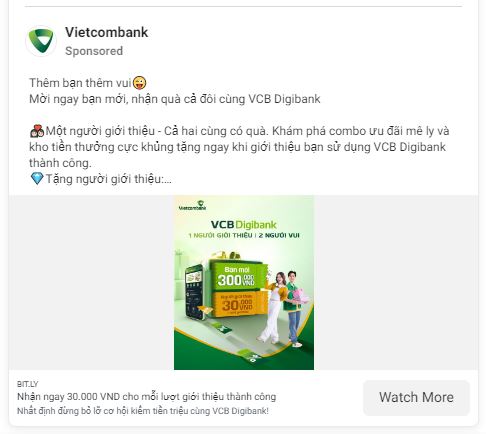 Vietcombank
Sponsored
Thêm bạn thêm vui😜
Mời ngay bạn mới, nhận quà cả đôi cùng VCB Digibank
👩‍❤️‍👨Một người giới thiệu - Cả hai cùng có quà. Khám phá combo ưu đãi mê ly và
kho tiền thưởng cực khủng tặng ngay khi giới thiệu bạn sử dụng VCB Digibank
thành công.
💎Tặng người giới thiệu:...
Vietcombank
VCB Digibank
1 NGƯỜI GIỚI THIỆU | 2 NGƯỜI VUI
Bạn mới
300.000 VND
30.000 VND
BIT.LY
Nhận ngay 30.000 VND cho mỗi lượt giới thiệu thành công
Nhất định đừng bỏ lỡ cơ hội kiếm tiền triệu cùng VCB Digibank!
Watch More